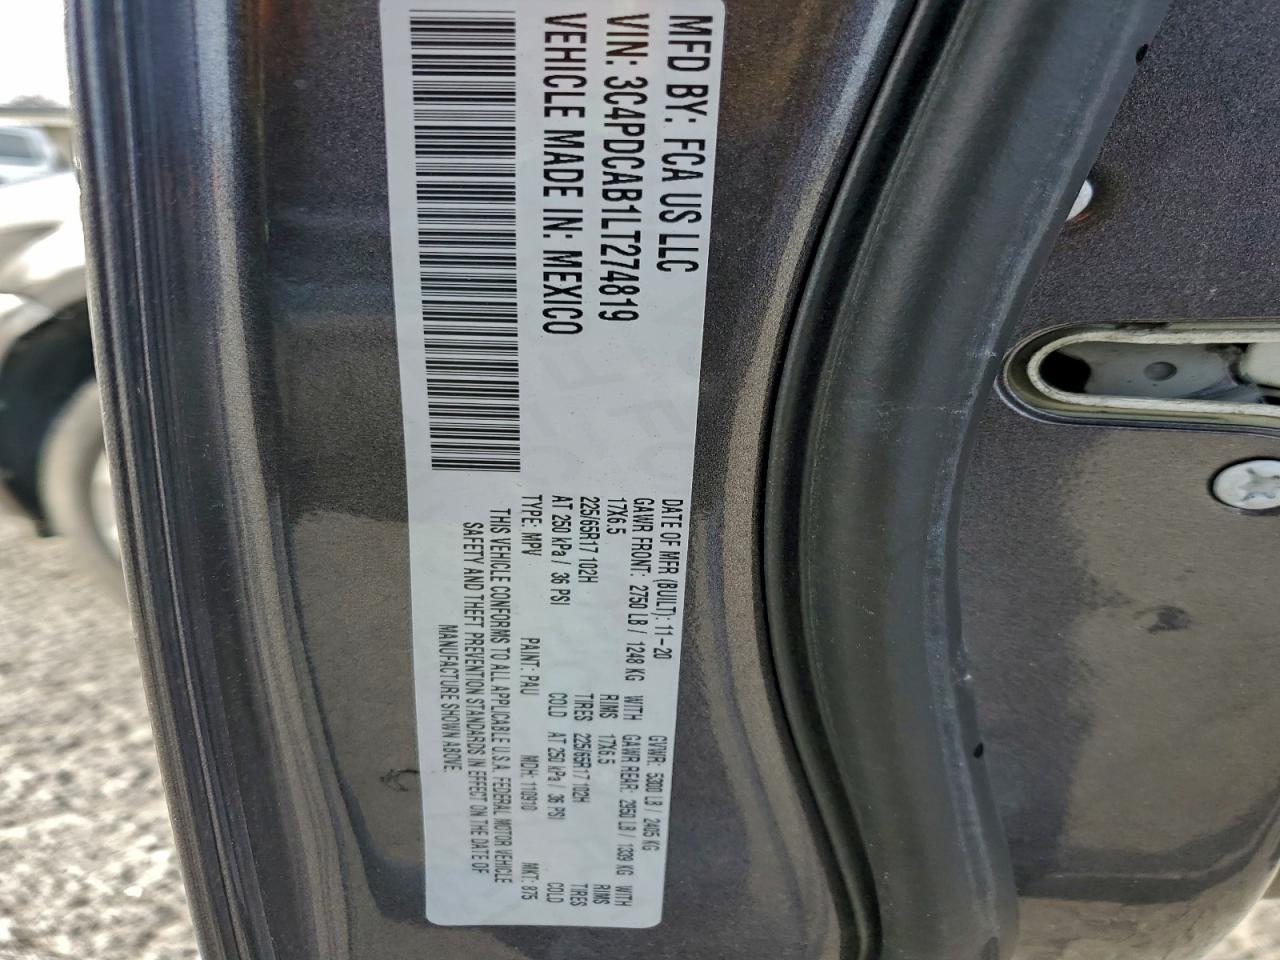 MFD BY: FCA US LLC
VIN: 3C4PDCAB1LT274819
VEHICLE MADE IN: MEXICO
DATE OF MFR (BUILT): 11-20 GVWR: 5300 LB / 2405 KG
GAWR FRONT: 2750 LB / 1248 KG WITH GAWR REAR: 2950 LB / 1339 KG WITH
17X6.5 RIMS 17X6.5 RIMS
225/65R17 102H TIRES 225/65R17 102H TIRES
AT 250 kPa / 36 PSI COLD AT 250 kPa / 36 PSI COLD
TYPE: MPV PAINT: PAU MDH: 110910 MKT: 875
THIS VEHICLE CONFORMS TO ALL APPLICABLE U.S.A. FEDERAL MOTOR VEHICLE
SAFETY AND THEFT PREVENTION STANDARDS IN EFFECT ON THE DATE OF
MANUFACTURE SHOWN ABOVE.